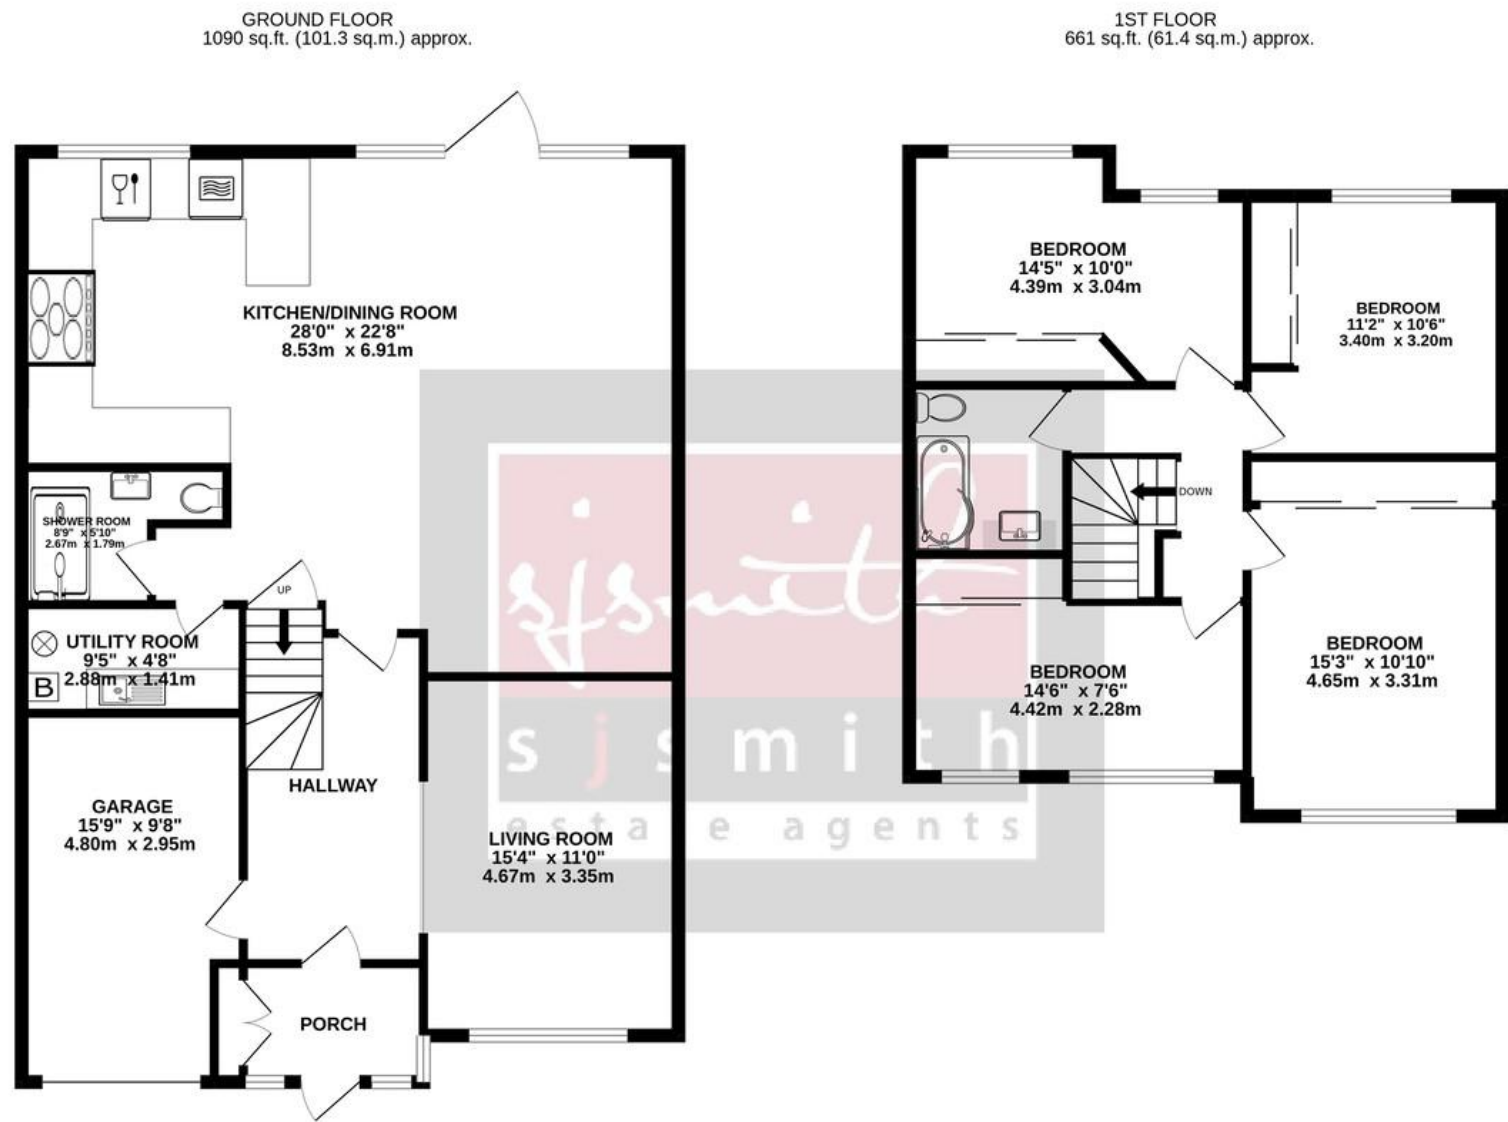 GROUND FLOOR
1090 sq.ft. (101.3 sq.m.) approx.
1ST FLOOR
661 sq.ft. (61.4 sq.m.) approx.
KITCHEN/DINING ROOM
28'0" x 22'8"
8.53m x 6.91m
SHOWER ROOM
8'9" x 5'10"
2.67m x 1.79m
UP
UTILITY ROOM
9'5" x 4'8"
2.88m x 1.41m
B
HALLWAY
GARAGE
15'9" x 9'8"
4.80m x 2.95m
LIVING ROOM
15'4" x 11'0"
4.67m x 3.35m
PORCH
BEDROOM
14'5" x 10'0"
4.39m x 3.04m
BEDROOM
11'2" x 10'6"
3.40m x 3.20m
DOWN
BEDROOM
14'6" x 7'6"
4.42m x 2.28m
BEDROOM
15'3" x 10'10"
4.65m x 3.31m
sjsmith
sjsmith
estate agents